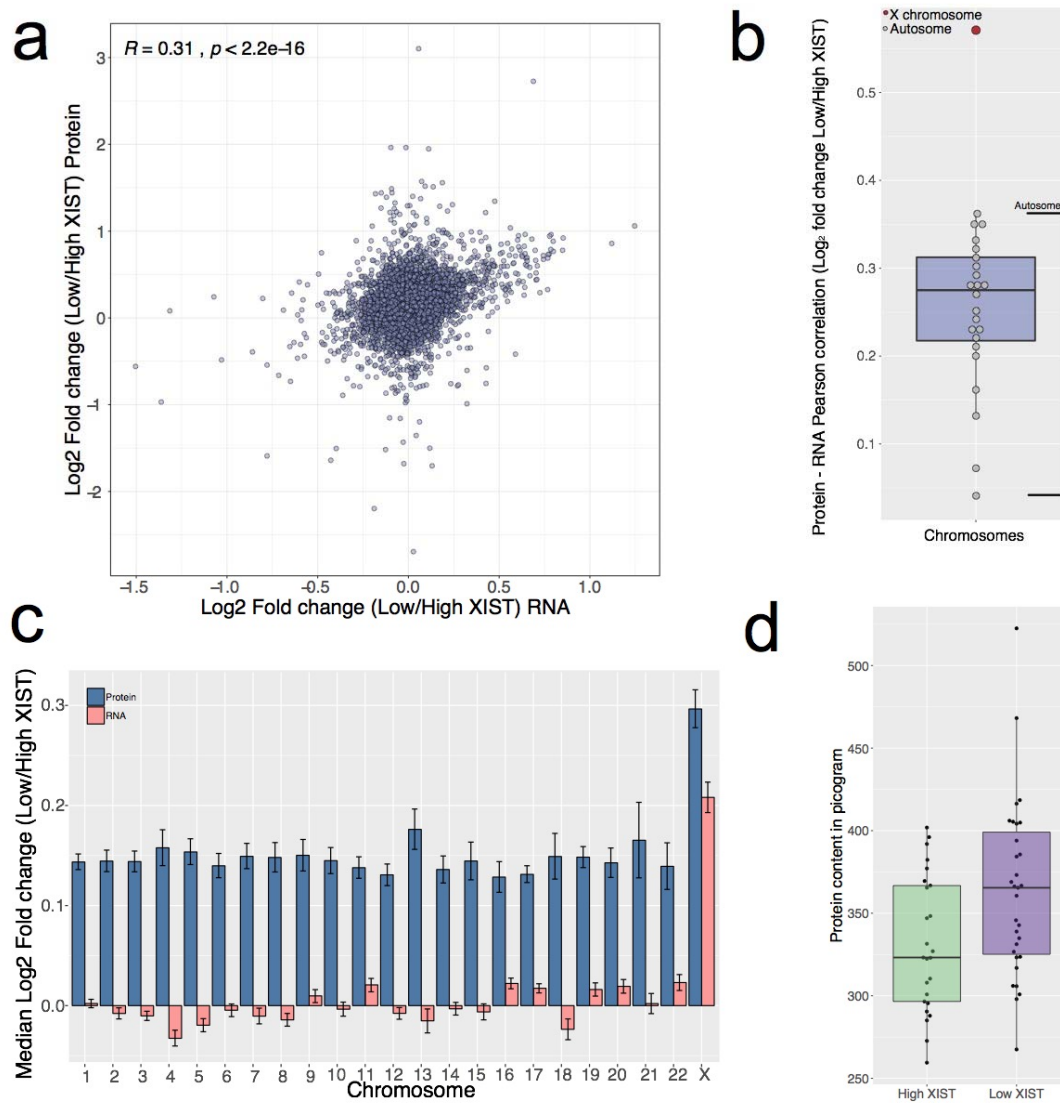 a
R = 0.31 , p < 2.2e–16
Log2 Fold change (Low/High XIST) Protein
3
2
1
0
−1
−2
−1.5
−1.0
−0.5
0.0
0.5
1.0
Log2 Fold change (Low/High XIST) RNA
b
X chromosome
Autosome
Protein - RNA Pearson correlation (Log₂ fold change Low/High XIST)
0.5
0.4
0.3
0.2
0.1
Autosome
Chromosomes
c
Median Log2 Fold change (Low/High XIST)
Protein
RNA
0.3
0.2
0.1
0.0
1 2 3 4 5 6 7 8 9 10 11 12 13 14 15 16 17 18 19 20 21 22 X
Chromosome
d
Protein content in picogram
500
450
400
350
300
250
High XIST
Low XIST